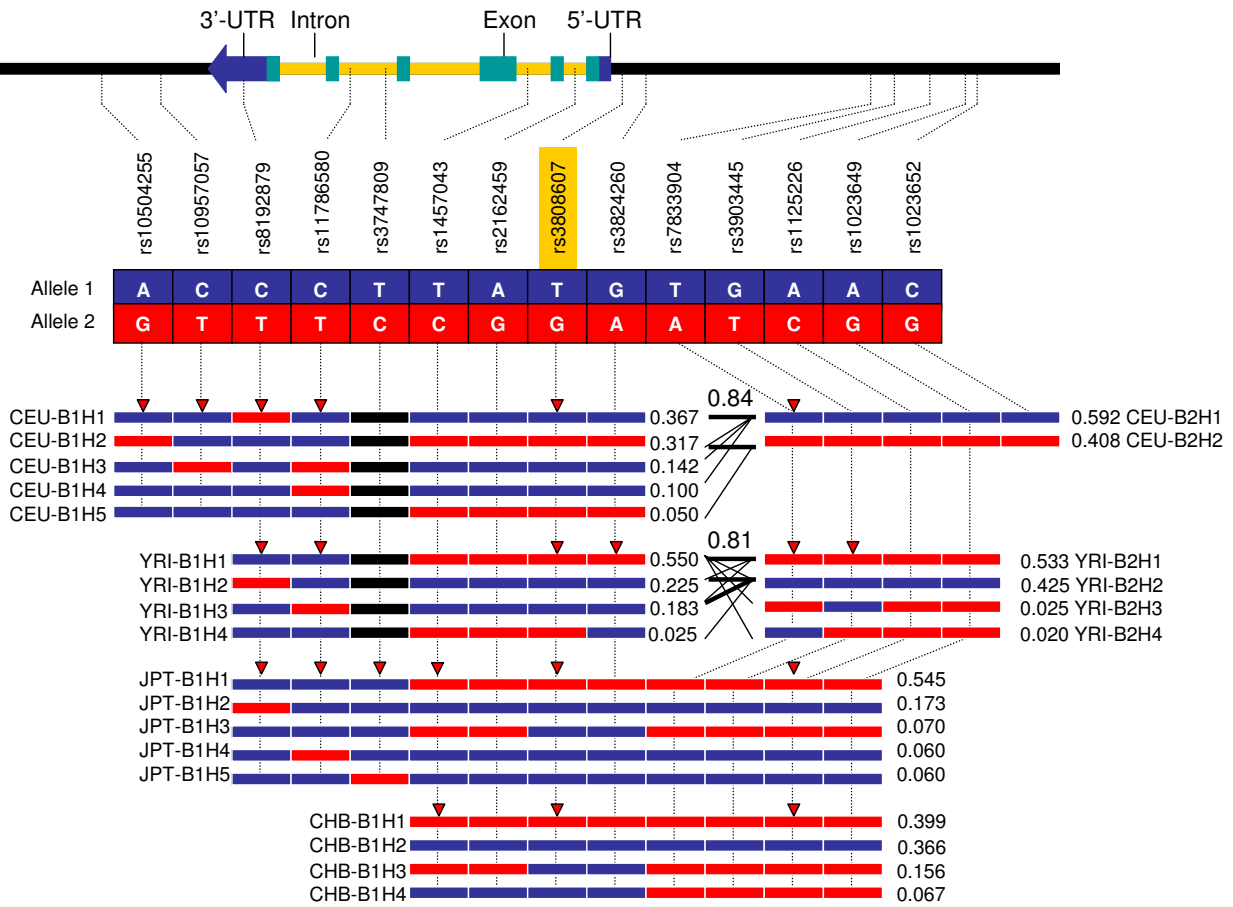 3'-UTR Intron Exon 5'-UTR
rs10504255 rs10957057 rs8192879 rs11786580 rs3747809 rs1457043 rs2162459 rs3808607 rs3824260 rs7833904 rs3903445 rs1125226 rs1023649 rs1023652
Allele 1 A C C C T T A T G T G A A C
Allele 2 G T T T C C G G A A T C G G
CEU-B1H1 0.367 0.84 0.592 CEU-B2H1
CEU-B1H2 0.317 0.408 CEU-B2H2
CEU-B1H3 0.142
CEU-B1H4 0.100
CEU-B1H5 0.050
YRI-B1H1 0.550 0.81 0.533 YRI-B2H1
YRI-B1H2 0.225 0.425 YRI-B2H2
YRI-B1H3 0.183 0.025 YRI-B2H3
YRI-B1H4 0.025 0.020 YRI-B2H4
JPT-B1H1 0.545
JPT-B1H2 0.173
JPT-B1H3 0.070
JPT-B1H4 0.060
JPT-B1H5 0.060
CHB-B1H1 0.399
CHB-B1H2 0.366
CHB-B1H3 0.156
CHB-B1H4 0.067